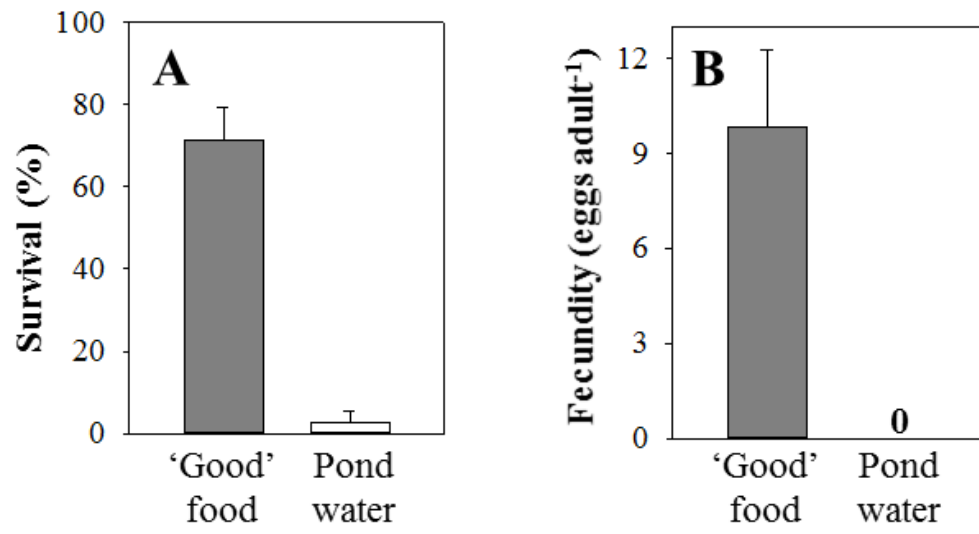 A
Survival (%)
100
80
60
40
20
0
‘Good’
food
Pond
water
B
Fecundity (eggs adult-1)
12
9
6
3
0
0
‘Good’
food
Pond
water